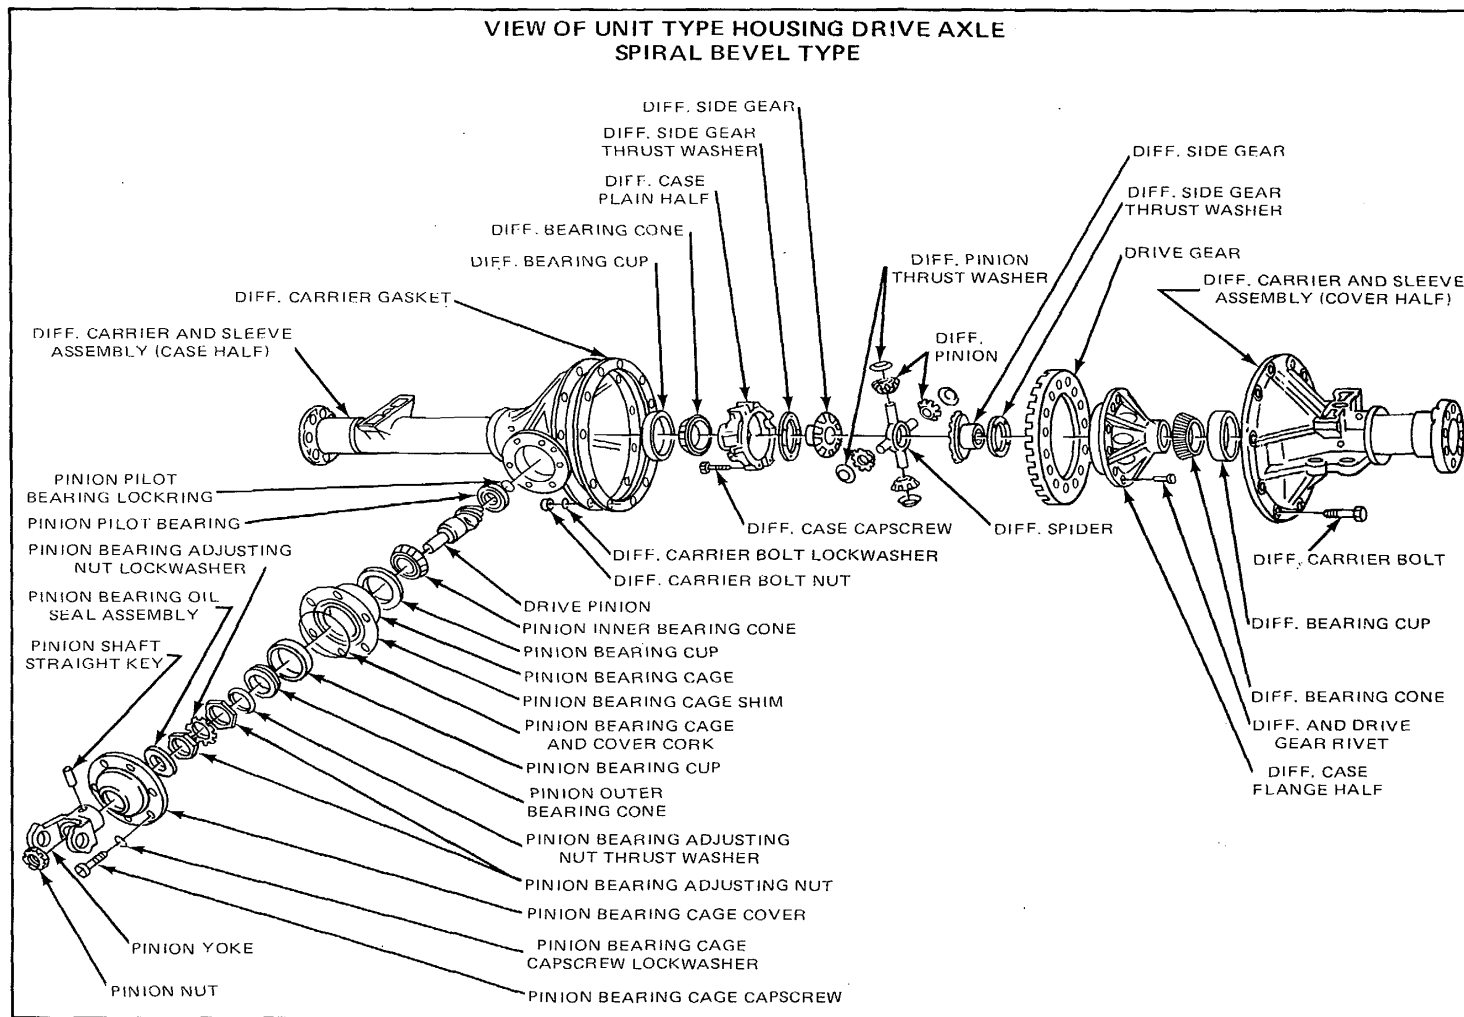 VIEW OF UNIT TYPE HOUSING DRIVE AXLE
SPIRAL BEVEL TYPE
DIFF. SIDE GEAR
DIFF. SIDE GEAR
THRUST WASHER
DIFF. CASE
PLAIN HALF
DIFF. BEARING CONE
DIFF. BEARING CUP
DIFF. CARRIER GASKET
DIFF. CARRIER AND SLEEVE
ASSEMBLY (CASE HALF)
DIFF. PINION
THRUST WASHER
DIFF.
PINION
DIFF. SIDE GEAR
DIFF. SIDE GEAR
THRUST WASHER
DRIVE GEAR
DIFF. CARRIER AND SLEEVE
ASSEMBLY (COVER HALF)
PINION PILOT
BEARING LOCKRING
PINION PILOT BEARING
PINION BEARING ADJUSTING
NUT LOCKWASHER
PINION BEARING OIL
SEAL ASSEMBLY
PINION SHAFT
STRAIGHT KEY
DIFF. CASE CAPSCREW
DIFF. SPIDER
DIFF. CARRIER BOLT LOCKWASHER
DIFF. CARRIER BOLT NUT
DRIVE PINION
PINION INNER BEARING CONE
PINION BEARING CUP
PINION BEARING CAGE
PINION BEARING CAGE SHIM
PINION BEARING CAGE
AND COVER CORK
PINION BEARING CUP
PINION OUTER
BEARING CONE
PINION BEARING ADJUSTING
NUT THRUST WASHER
PINION BEARING ADJUSTING NUT
PINION BEARING CAGE COVER
PINION BEARING CAGE
CAPSCREW LOCKWASHER
PINION BEARING CAGE CAPSCREW
PINION YOKE
PINION NUT
DIFF. CARRIER BOLT
DIFF. BEARING CUP
DIFF. BEARING CONE
DIFF. AND DRIVE
GEAR RIVET
DIFF. CASE
FLANGE HALF